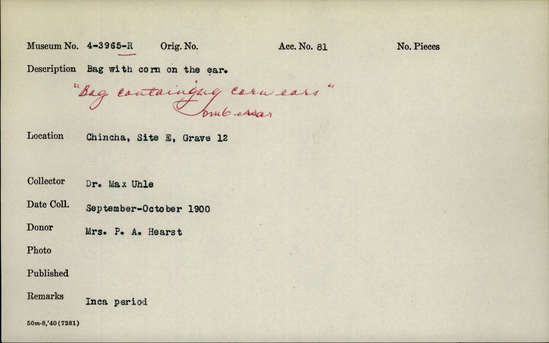 Museum No. 4-3965-R Orig. No. Acc. No. 81 No. Pieces
Description Bag with corn on the ear.
"Bag containing corn ears"
Location Chincha, Site E, Grave 12
Collector Dr. Max Uhle
Date Coll. September-October 1900
Donor Mrs. P. A. Hearst
Photo
Published
Remarks Inca period
50m-8,'40 (7281)